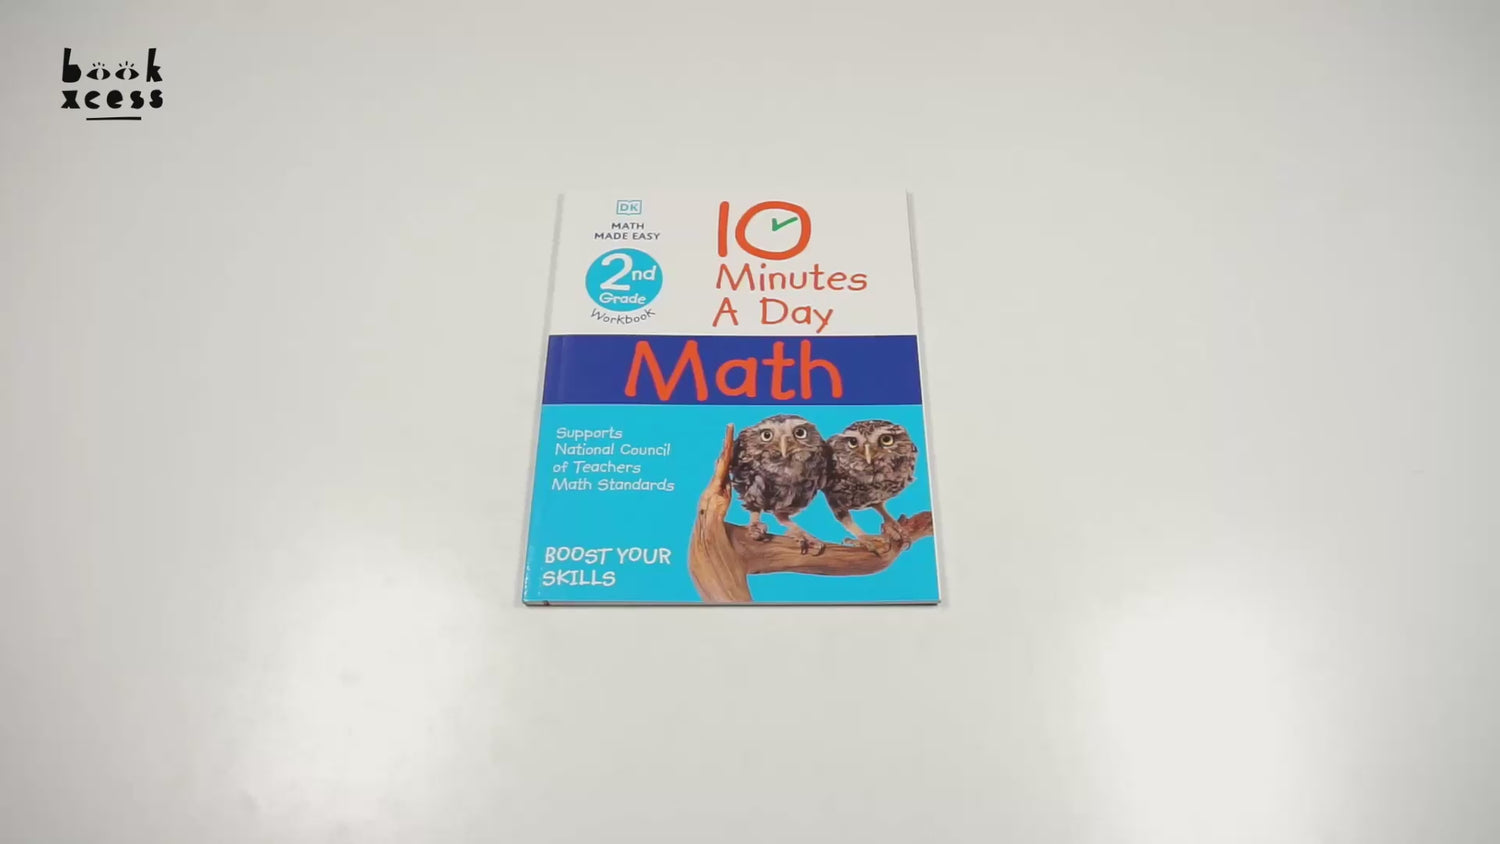 book
xcess
DK
MATH
MADE EASY
2nd
Grade
Workbook
10
Minutes
A Day
Math
Supports
National Council
of Teachers
Math Standards
BOOST YOUR
SKILLS